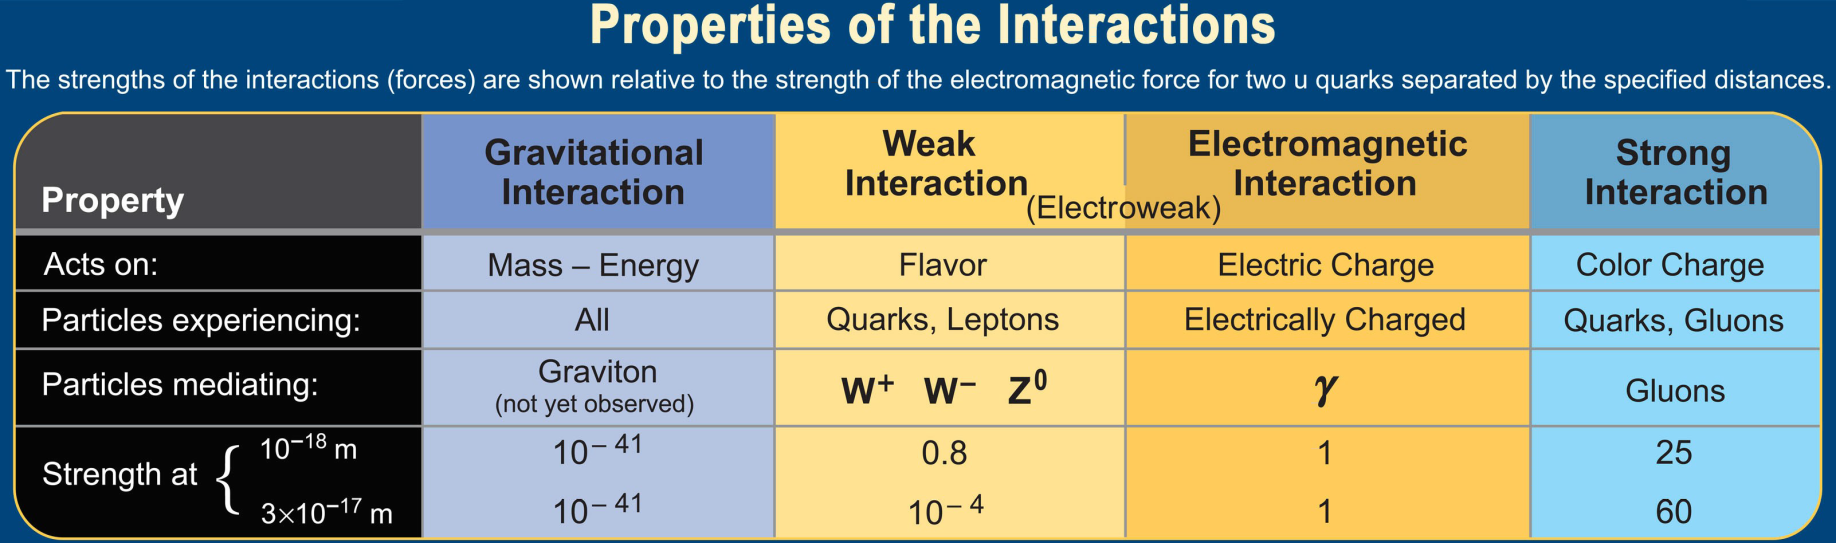 Properties of the Interactions
The strengths of the interactions (forces) are shown relative to the strength of the electromagnetic force for two u quarks separated by the specified distances.
Property
Gravitational
Interaction
Weak
Interaction
(Electroweak)
Electromagnetic
Interaction
Strong
Interaction
Acts on: Mass – Energy Flavor Electric Charge Color Charge
Particles experiencing: All Quarks, Leptons Electrically Charged Quarks, Gluons
Particles mediating: Graviton
(not yet observed) W⁺ W⁻ Z⁰ γ Gluons
Strength at { 10⁻¹⁸ m 10⁻⁴¹ 0.8 1 25
3×10⁻¹⁷ m 10⁻⁴¹ 10⁻⁴ 1 60